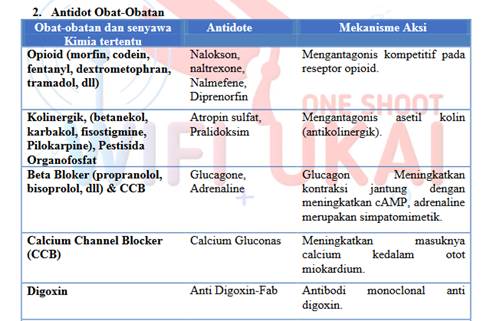 2. Antidot Obat-Obatan
Obat-obatan dan senyawa Kimia tertentu
Antidote
Mekanisme Aksi
Opioid (morfin, codein,
fentanyl, dextrometophran,
tramadol, dll)
Nalokson,
naltrexone,
Nalmefene,
Diprenorfin
Mengantagonis kompetitif pada
reseptor opioid.
Kolinergik, (betanekol,
karbakol, fisostigmine,
Pilokarpine), Pestisida
Organofosfat
Atropin sulfat,
Pralidoksim
Mengantagonis asetil kolin
(antikolinergik).
Beta Bloker (propranolol,
bisoprolol, dll) & CCB
Glucagone,
Adrenaline
Glucagon Meningkatkan
kontraksi jantung dengan
meningkatkan cAMP, adrenaline
merupakan simpatomimetik.
Calcium Channel Blocker
(CCB)
Calcium Gluconas
Meningkatkan masuknya
calcium kedalam otot
miokardium.
Digoxin
Anti Digoxin-Fab
Antibodi monoclonal anti
digoxin.
ONE SHOOT
UKAI